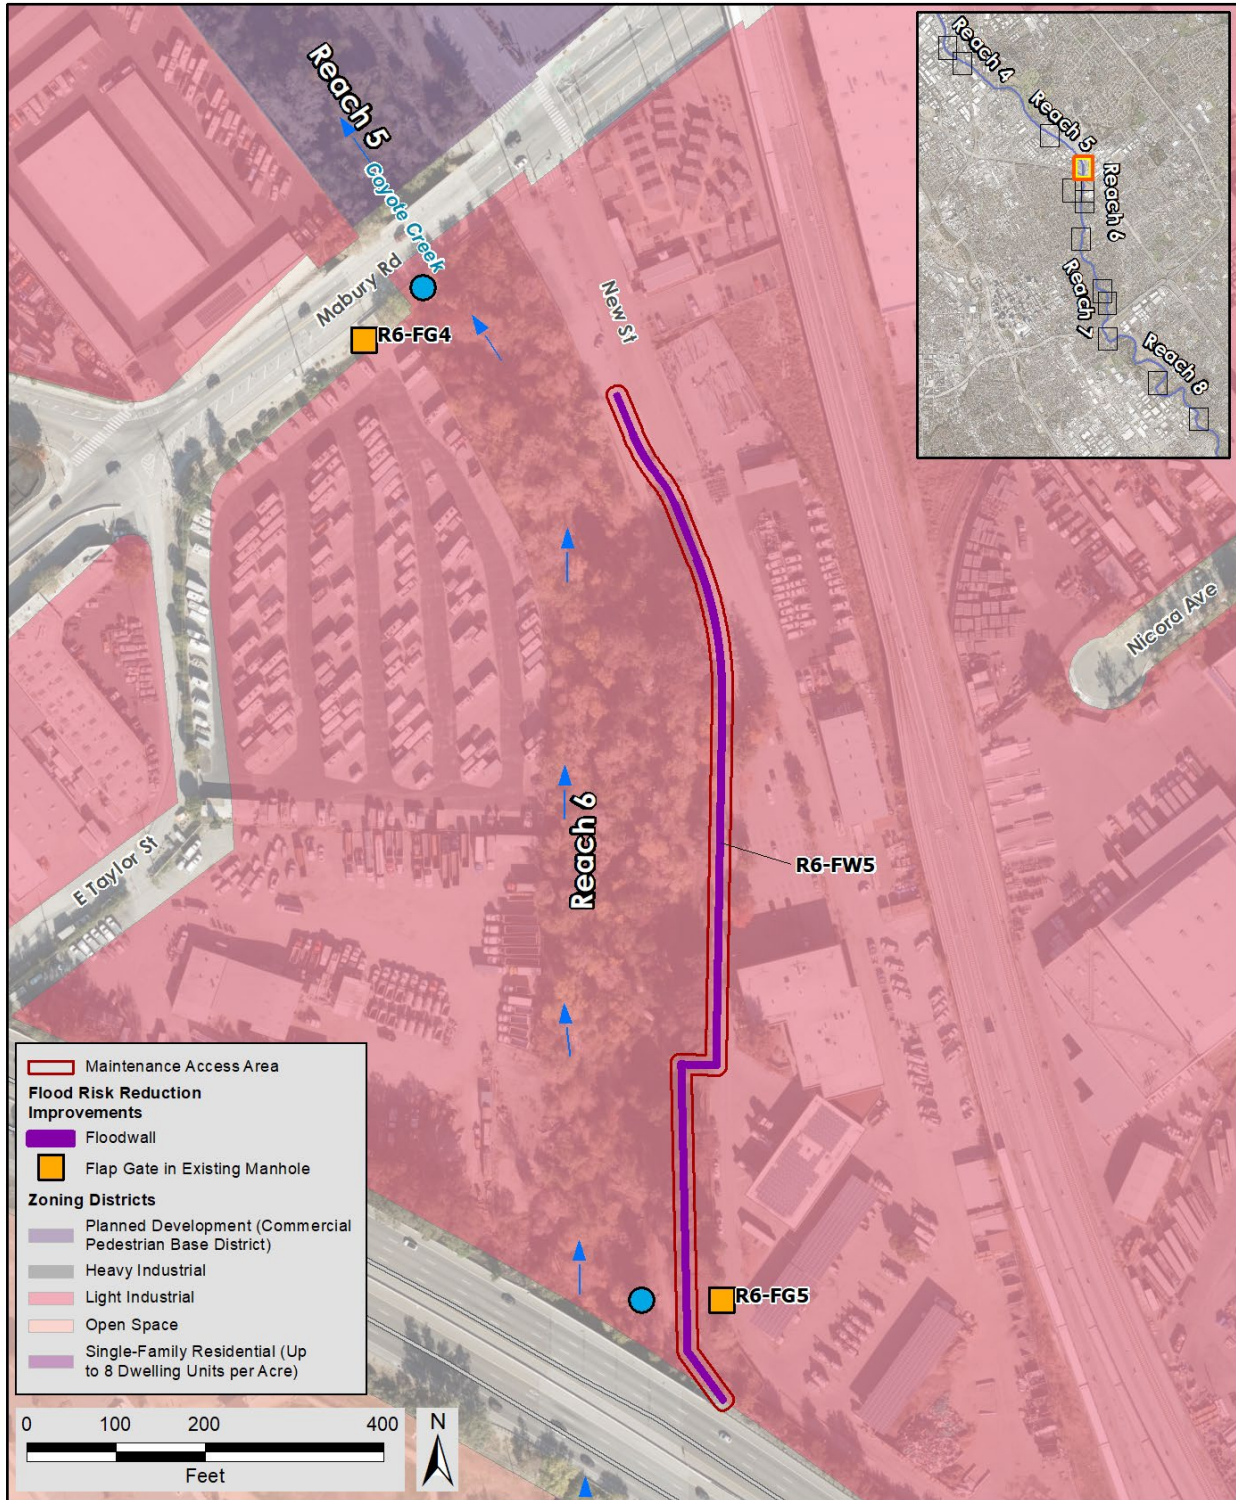 Reach 5
Coyote Creek
Mabury Rd
R6-FG4
New St
Reach 4
Reach 5
Reach 6
Reach 7
Reach 8
Nicora Ave
Reach 6
E Taylor St
R6-FW5
R6-FG5
Maintenance Access Area
Flood Risk Reduction
Improvements
Floodwall
Flap Gate in Existing Manhole
Zoning Districts
Planned Development (Commercial
Pedestrian Base District)
Heavy Industrial
Light Industrial
Open Space
Single-Family Residential (Up
to 8 Dwelling Units per Acre)
0 100 200 400
Feet
N